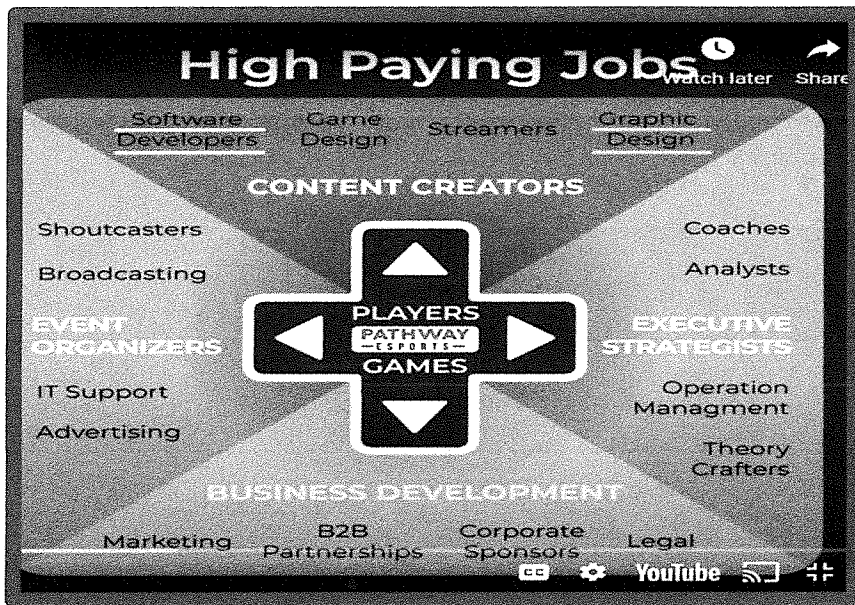 High Paying Jobs
Watch later
Share
Software
Developers
Game
Design
Streamers
Graphic
Design
CONTENT CREATORS
Shoutcasters
Broadcasting
EVENT
ORGANIZERS
IT Support
Advertising
PLAYERS
PATHWAY
ESPORTS
GAMES
Coaches
Analysts
EXECUTIVE
STRATEGISTS
Operation
Managment
Theory
Crafters
BUSINESS DEVELOPMENT
Marketing
B2B
Partnerships
Corporate
Sponsors
Legal
CC
YouTube